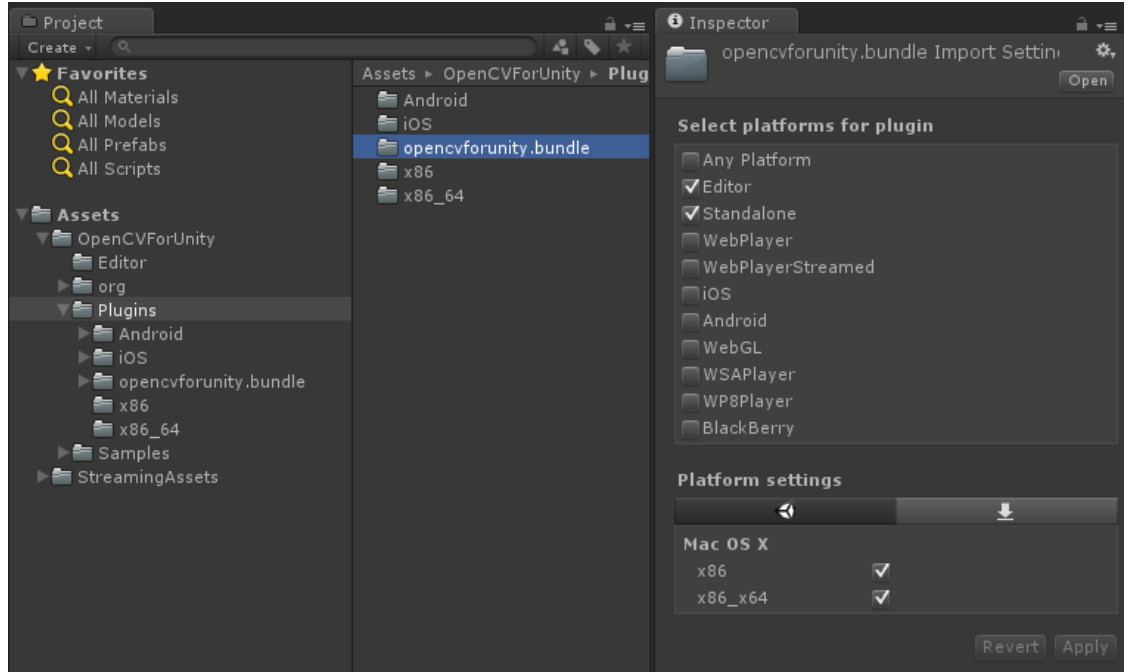 Project
Create
Favorites
All Materials
All Models
All Prefabs
All Scripts
Assets
OpenCVForUnity
Editor
org
Plugins
Android
iOS
opencvforunity.bundle
x86
x86_64
Samples
StreamingAssets
Assets ▸ OpenCVForUnity ▸ Plug
Android
iOS
opencvforunity.bundle
x86
x86_64
Inspector
opencvforunity.bundle Import Settin
Open
Select platforms for plugin
Any Platform
Editor
Standalone
WebPlayer
WebPlayerStreamed
iOS
Android
WebGL
WSAPlayer
WP8Player
BlackBerry
Platform settings
Mac OS X
x86
x86_x64
Revert Apply